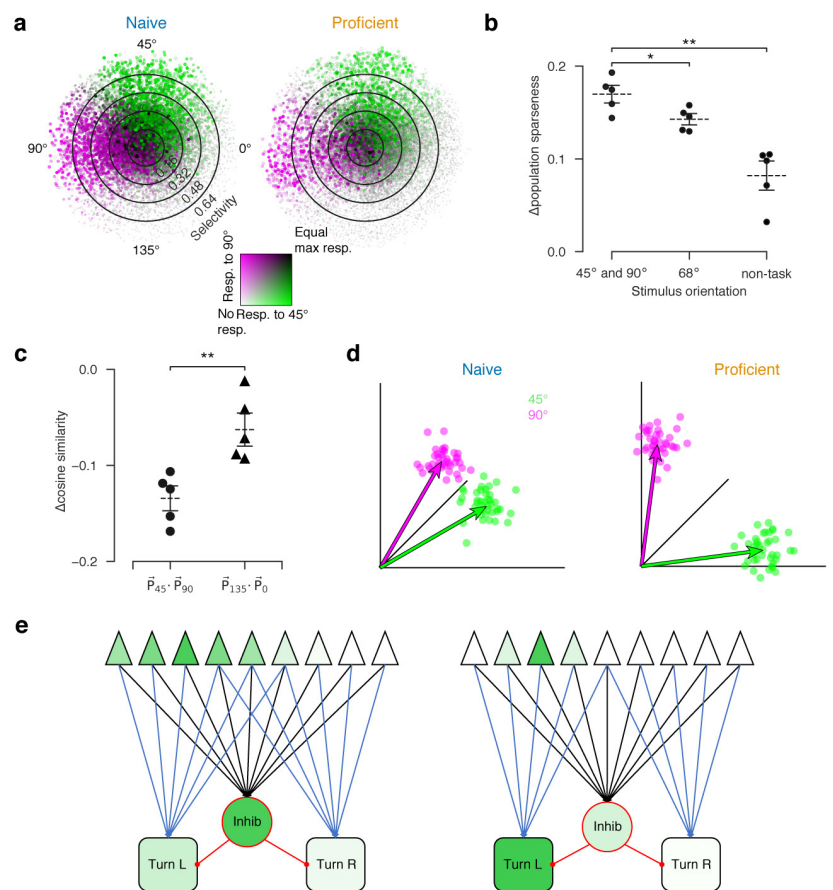 a
Naive
Proficient
45°
90°
0°
135°
0.16
0.32
0.48
0.64
Selectivity
Equal
max resp.
Resp. to 90°
No
resp.
Resp. to 45°
b
**
*
Δpopulation sparseness
0.2
0.1
0.0
45° and 90°
68°
non-task
Stimulus orientation
c
**
Δcosine similarity
0.0
−0.1
−0.2
P⃗45·P⃗90
P⃗135·P⃗0
d
Naive
Proficient
45°
90°
e
Inhib
Turn L
Turn R
Inhib
Turn L
Turn R